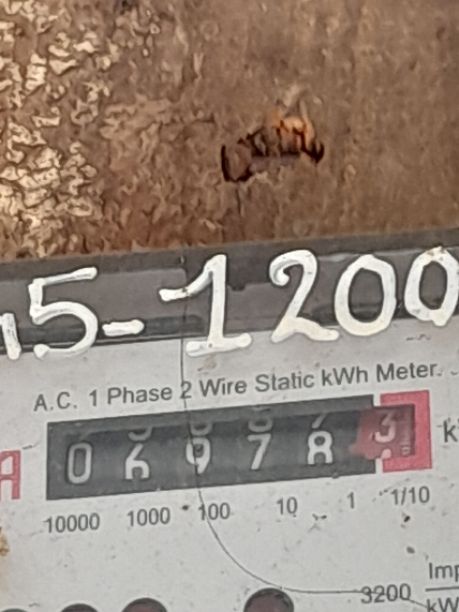 5-1200
A.C. 1 Phase 2 Wire Static kWh Meter.
0 6 9 7 8 3 k
10000 1000 100 10 1 1/10
Imp
3200 kW